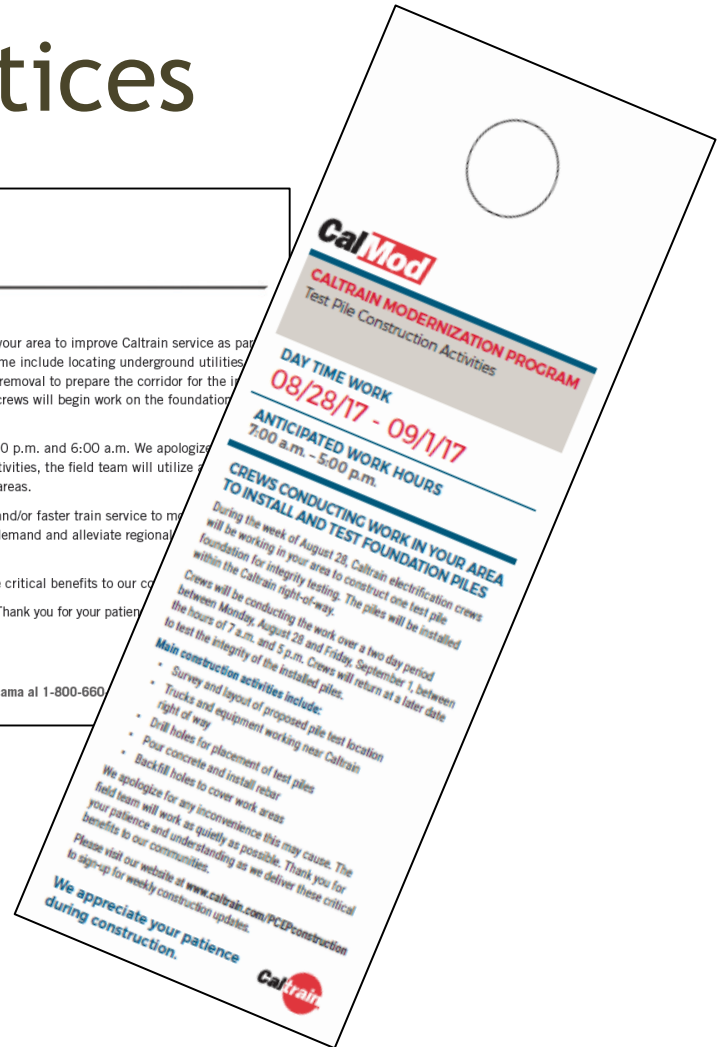 tices
your area to improve Caltrain service as par
me include locating underground utilities
removal to prepare the corridor for the i
crews will begin work on the foundation
0 p.m. and 6:00 a.m. We apologize
tivities, the field team will utilize a
areas.
and/or faster train service to mo
demand and alleviate regional
e critical benefits to our co
Thank you for your patien
ama al 1-800-660
CalMod
CALTRAIN MODERNIZATION PROGRAM
Test Pile Construction Activities
DAY TIME WORK
08/28/17 - 09/1/17
ANTICIPATED WORK HOURS
7:00 a.m. - 5:00 p.m.
CREWS CONDUCTING WORK IN YOUR AREA
TO INSTALL AND TEST FOUNDATION PILES
During the week of August 28, Caltrain electrification crews
will be working in your area to construct one test pile
foundation for integrity testing. The piles will be installed
within the Caltrain right-of-way.
Crews will be conducting the work over a two day period
between Monday, August 28 and Friday, September 1, between
the hours of 7 a.m. and 5 p.m. Crews will return at a later date
to test the integrity of the installed piles.
Main construction activities include:
• Survey and layout of proposed pile test location
• Trucks and equipment working near Caltrain
right of way
• Drill holes for placement of test piles
• Pour concrete and install rebar
• Backfill holes to cover work areas
We apologize for any inconvenience this may cause. The
field team will work as quietly as possible. Thank you for
your patience and understanding as we deliver these critical
benefits to our communities.
Please visit our website at www.caltrain.com/PCEPconstruction
to sign-up for weekly construction updates.
We appreciate your patience
during construction.
Caltrain